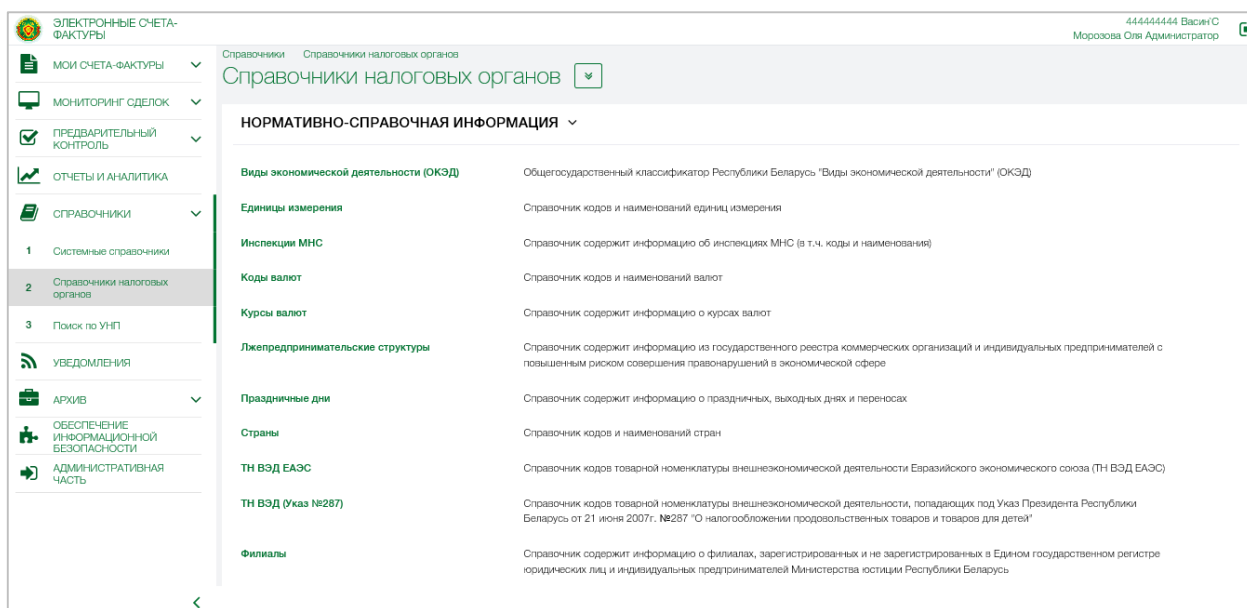 ЭЛЕКТРОННЫЕ СЧЕТА-
ФАКТУРЫ
444444444 Васин'С
Морозова Оля Администратор
МОИ СЧЕТА-ФАКТУРЫ
МОНИТОРИНГ СДЕЛОК
ПРЕДВАРИТЕЛЬНЫЙ
КОНТРОЛЬ
ОТЧЕТЫ И АНАЛИТИКА
СПРАВОЧНИКИ
1 Системные справочники
2 Справочники налоговых
органов
3 Поиск по УНП
УВЕДОМЛЕНИЯ
АРХИВ
ОБЕСПЕЧЕНИЕ
ИНФОРМАЦИОННОЙ
БЕЗОПАСНОСТИ
АДМИНИСТРАТИВНАЯ
ЧАСТЬ
Справочники Справочники налоговых органов
Справочники налоговых органов
НОРМАТИВНО-СПРАВОЧНАЯ ИНФОРМАЦИЯ
Виды экономической деятельности (ОКЭД) Общегосударственный классификатор Республики Беларусь "Виды экономической деятельности" (ОКЭД)
Единицы измерения Справочник кодов и наименований единиц измерения
Инспекции МНС Справочник содержит информацию об инспекциях МНС (в т.ч. коды и наименования)
Коды валют Справочник кодов и наименований валют
Курсы валют Справочник содержит информацию о курсах валют
Лжепредпринимательские структуры Справочник содержит информацию из государственного реестра коммерческих организаций и индивидуальных предпринимателей с
повышенным риском совершения правонарушений в экономической сфере
Праздничные дни Справочник содержит информацию о праздничных, выходных днях и переносах
Страны Справочник кодов и наименований стран
ТН ВЭД ЕАЭС Справочник кодов товарной номенклатуры внешнеэкономической деятельности Евразийского экономического союза (ТН ВЭД ЕАЭС)
ТН ВЭД (Указ №287) Справочник кодов товарной номенклатуры внешнеэкономической деятельности, попадающих под Указ Президента Республики
Беларусь от 21 июня 2007г. №287 "О налогообложении продовольственных товаров и товаров для детей"
Филиалы Справочник содержит информацию о филиалах, зарегистрированных и не зарегистрированных в Едином государственном регистре
юридических лиц и индивидуальных предпринимателей Министерства юстиции Республики Беларусь